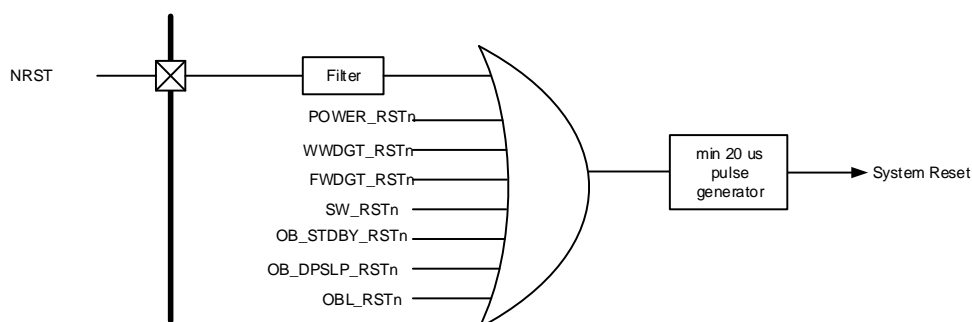 NRST
Filter
POWER_RSTn
WWDGT_RSTn
FWDGT_RSTn
SW_RSTn
OB_STDBY_RSTn
OB_DPSLP_RSTn
OBL_RSTn
min 20 us
pulse
generator
System Reset